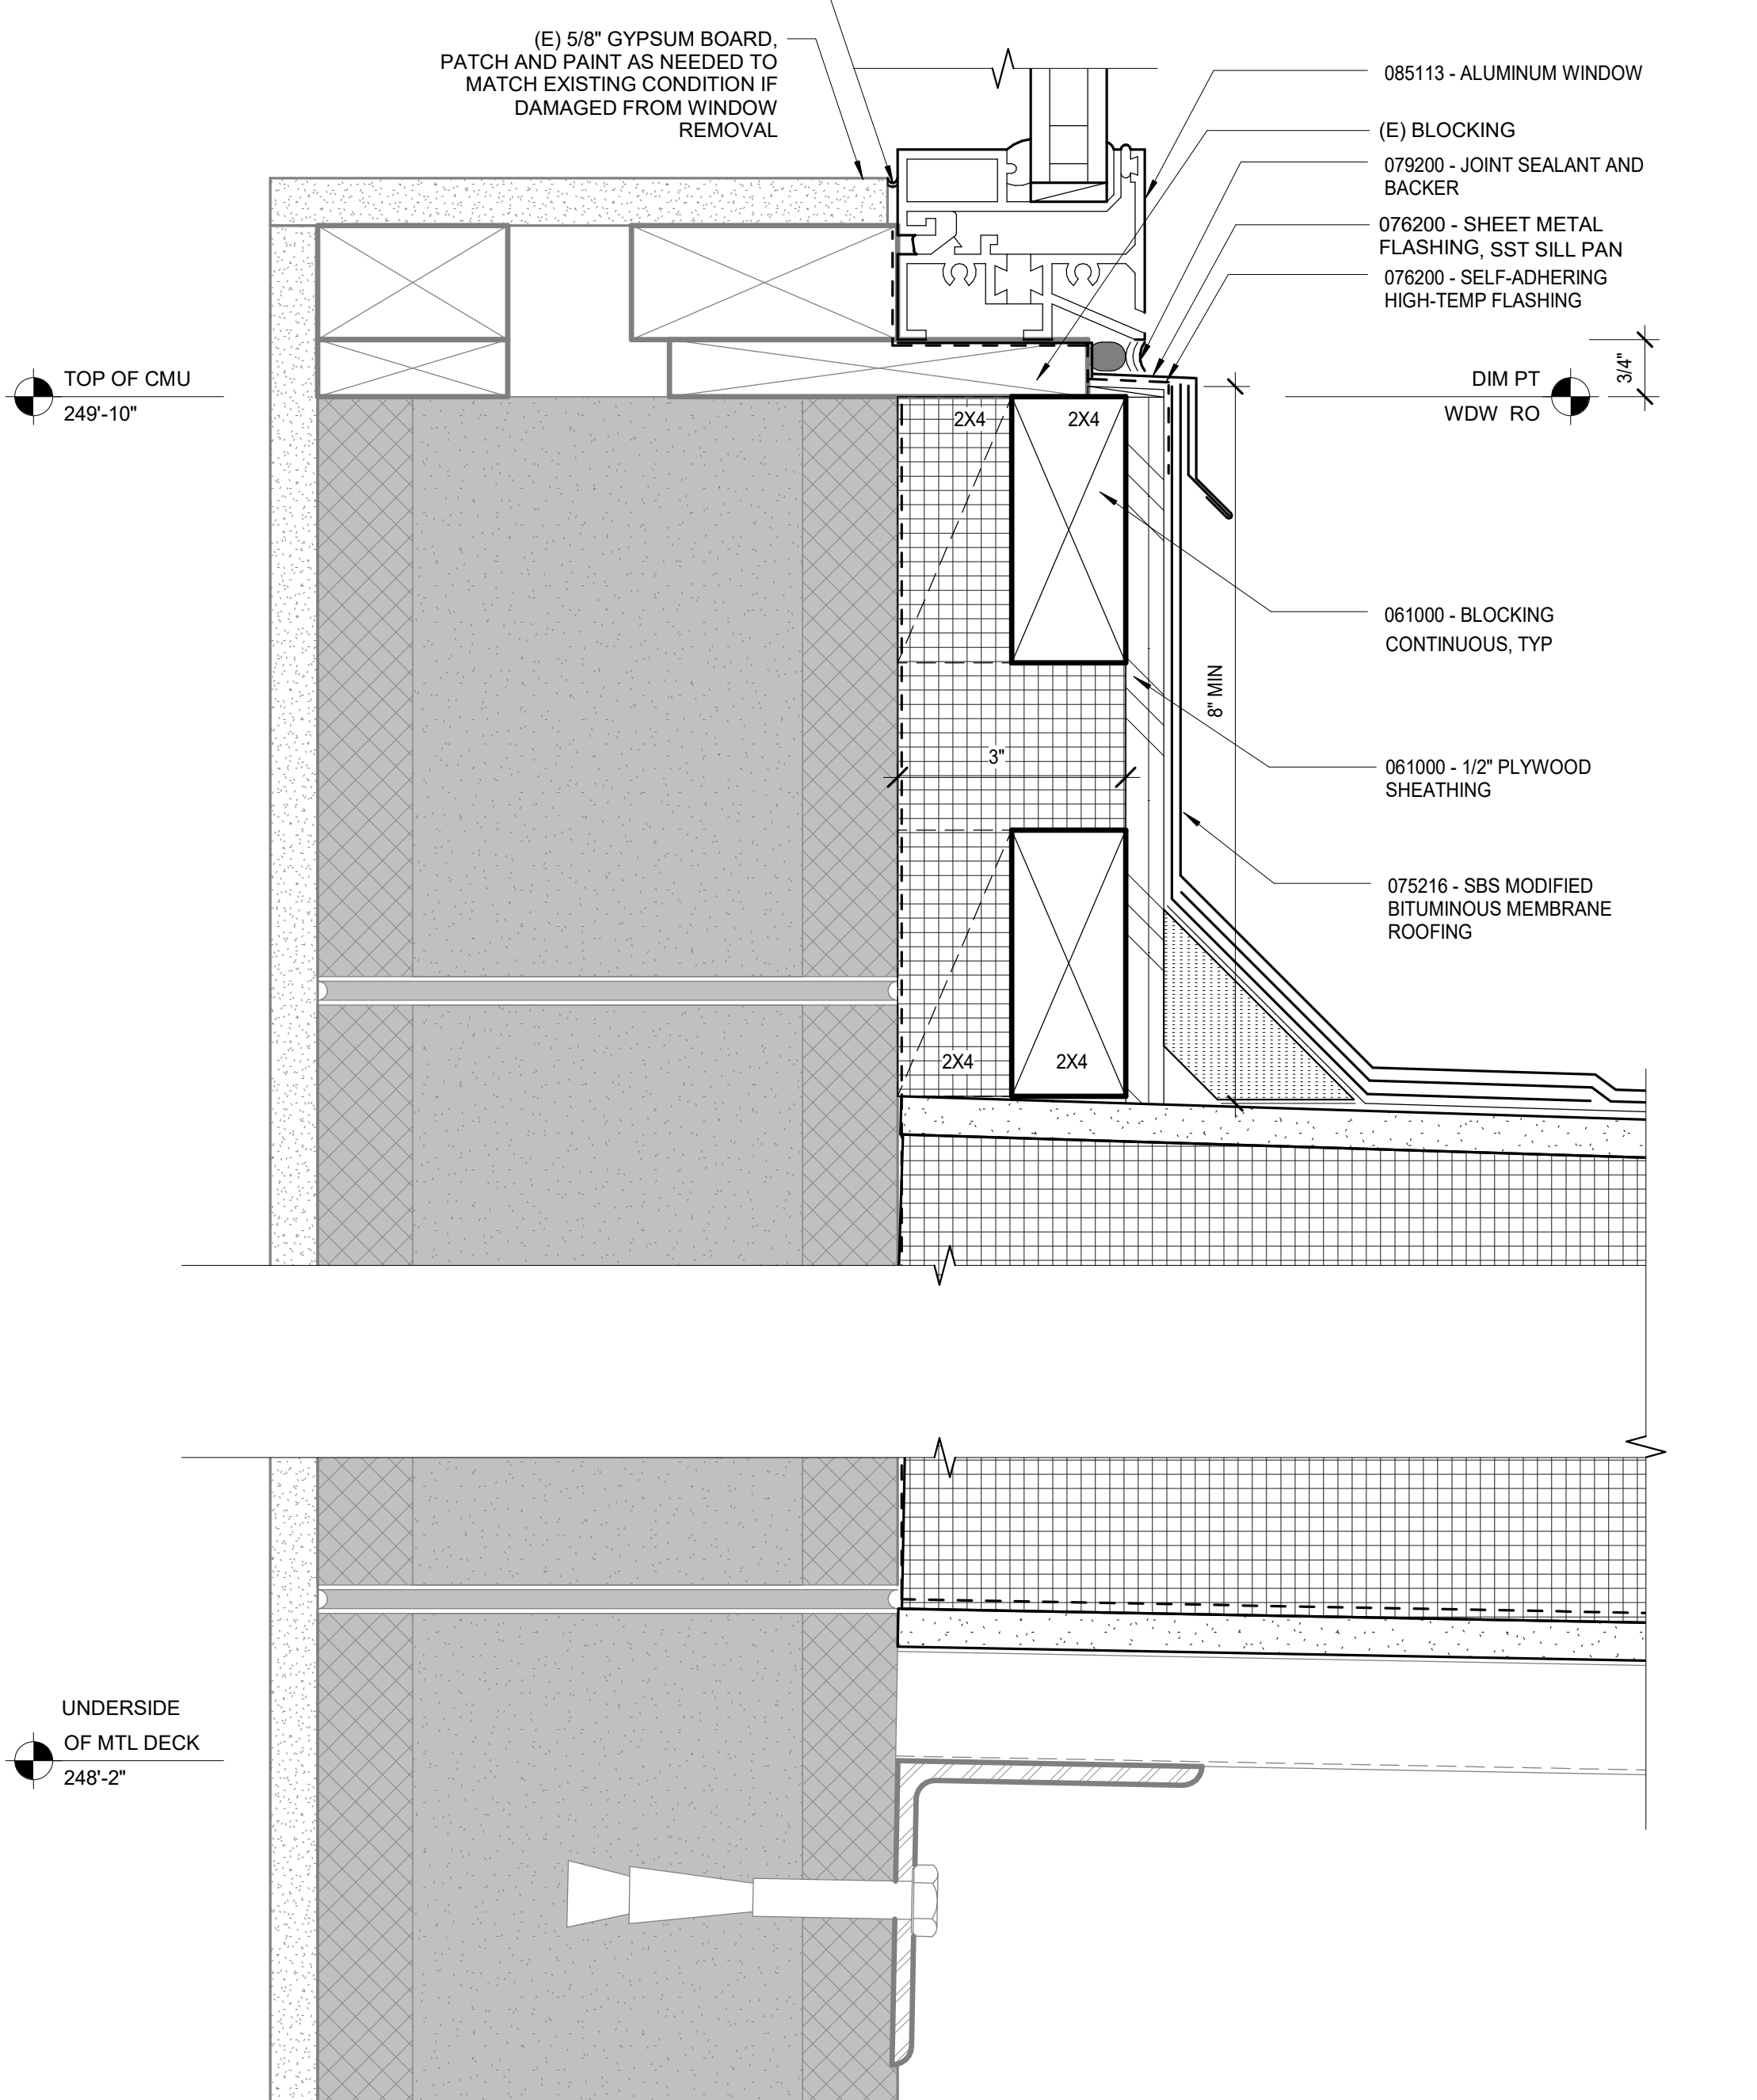 (E) 5/8" GYPSUM BOARD,
PATCH AND PAINT AS NEEDED TO
MATCH EXISTING CONDITION IF
DAMAGED FROM WINDOW
REMOVAL
085113 - ALUMINUM WINDOW
(E) BLOCKING
079200 - JOINT SEALANT AND
BACKER
076200 - SHEET METAL
FLASHING, SST SILL PAN
076200 - SELF-ADHERING
HIGH-TEMP FLASHING
3/4"
TOP OF CMU
249'-10"
DIM PT
WDW RO
2X4
2X4
061000 - BLOCKING
CONTINUOUS, TYP
8" MIN
3"
061000 - 1/2" PLYWOOD
SHEATHING
075216 - SBS MODIFIED
BITUMINOUS MEMBRANE
ROOFING
2X4
2X4
UNDERSIDE
OF MTL DECK
248'-2"